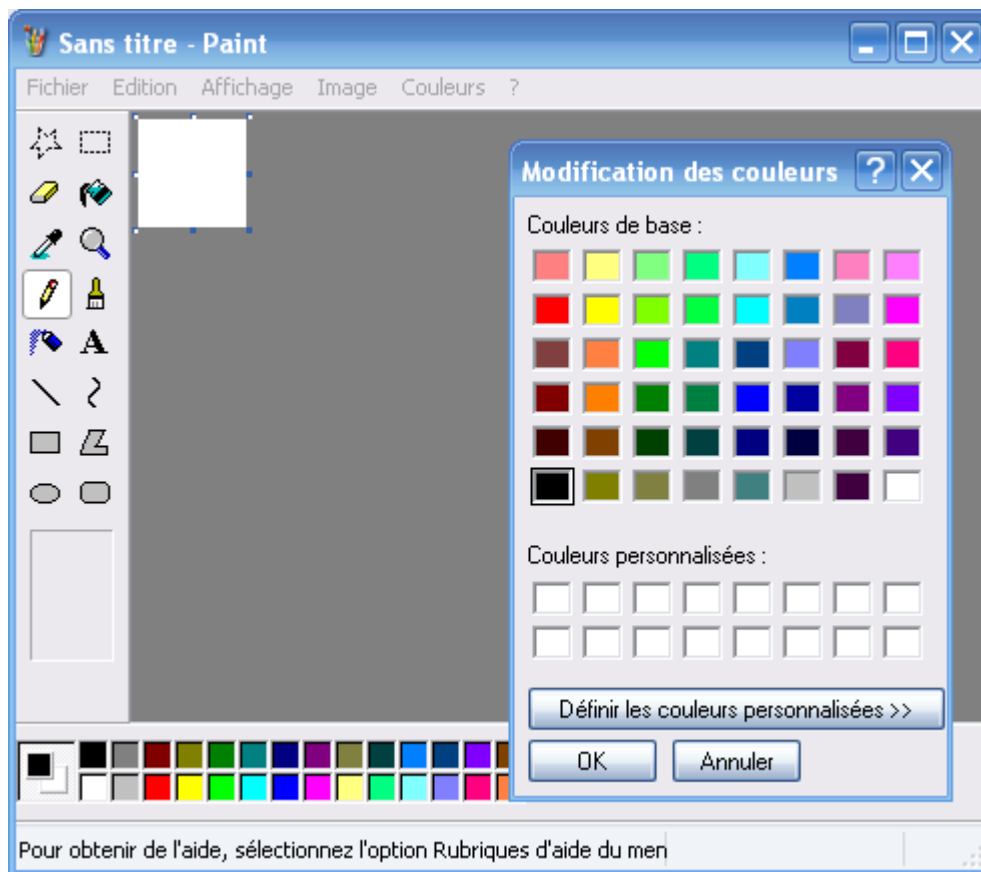 Sans titre - Paint
Fichier Edition Affichage Image Couleurs ?
Modification des couleurs
Couleurs de base :
A
Couleurs personnalisées :
Définir les couleurs personnalisées >>
OK Annuler
Pour obtenir de l'aide, sélectionnez l'option Rubriques d'aide du men